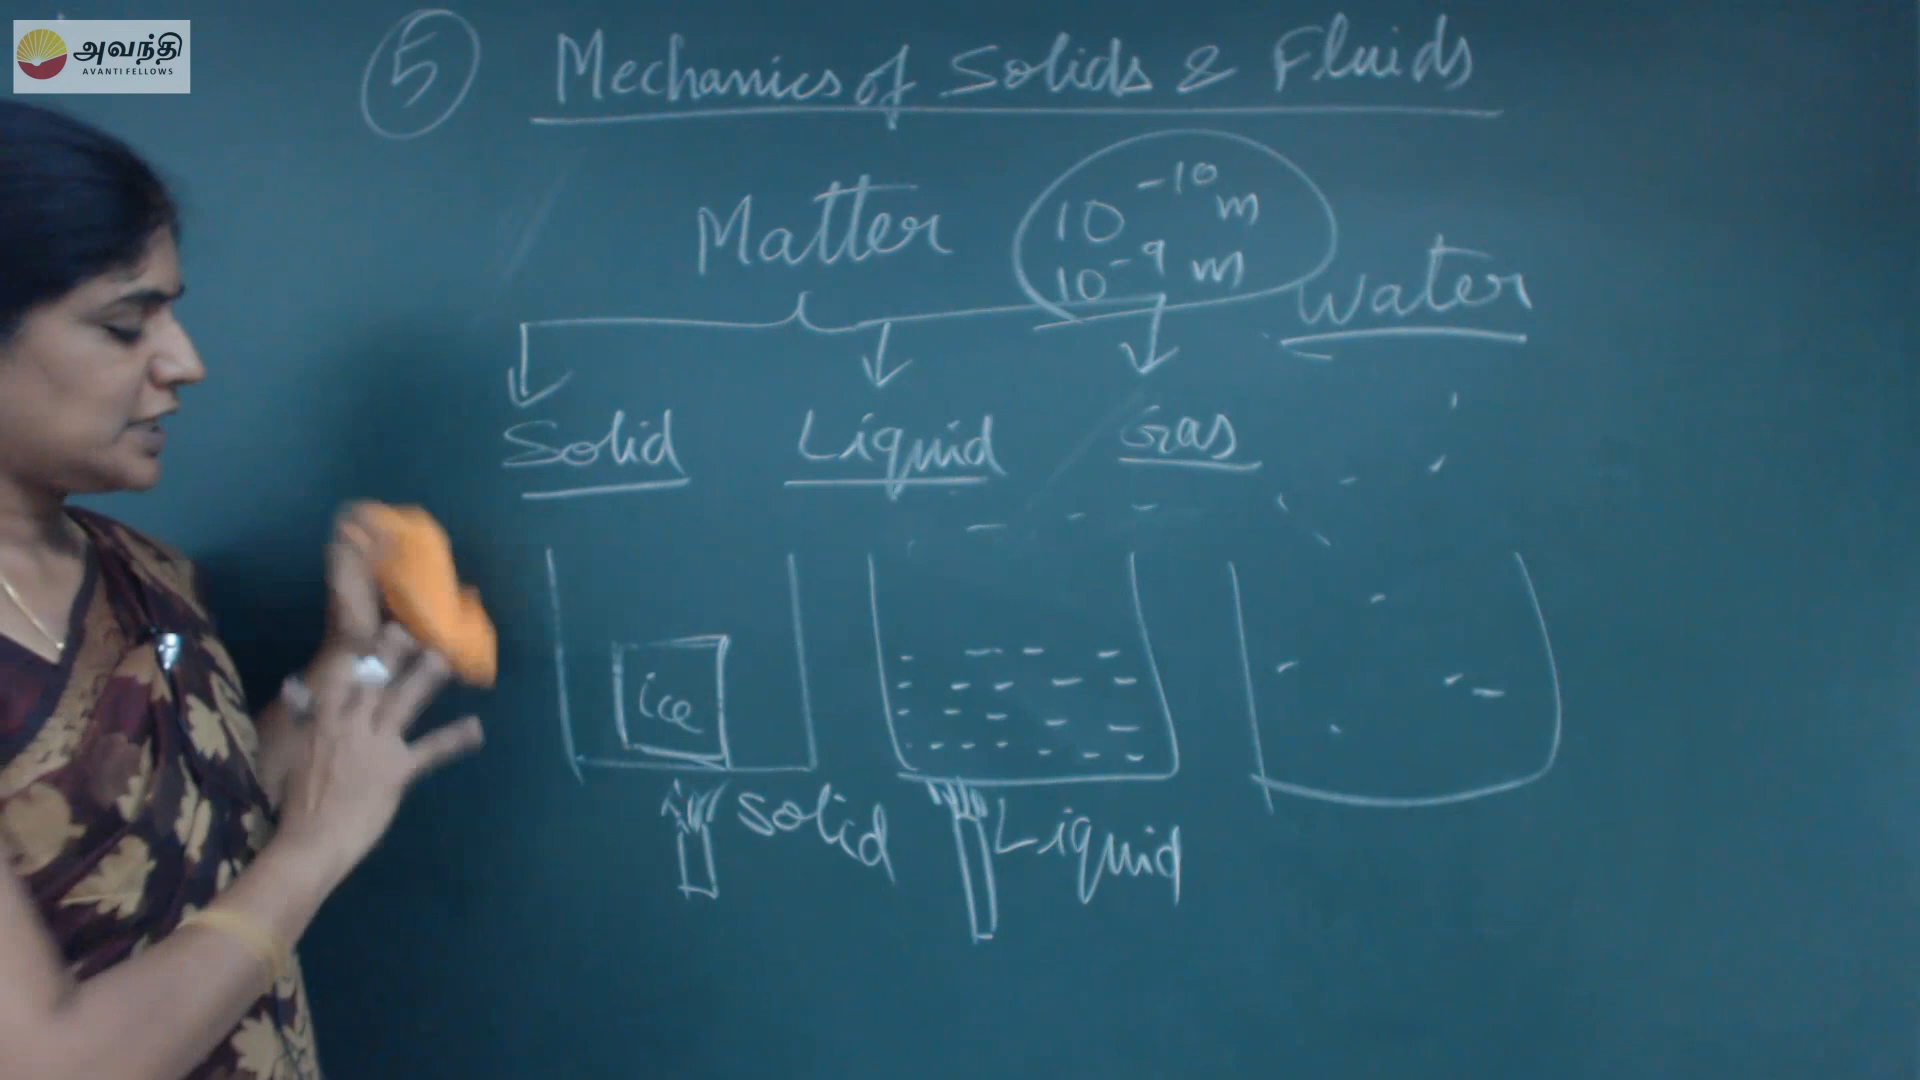 அவந்தி
AVANTI FELLOWS
5 Mechanics of Solids & Fluids
Matter
10⁻¹⁰ m
10⁻⁹ m
Water
Solid Liquid Gas
ice
Solid Liquid